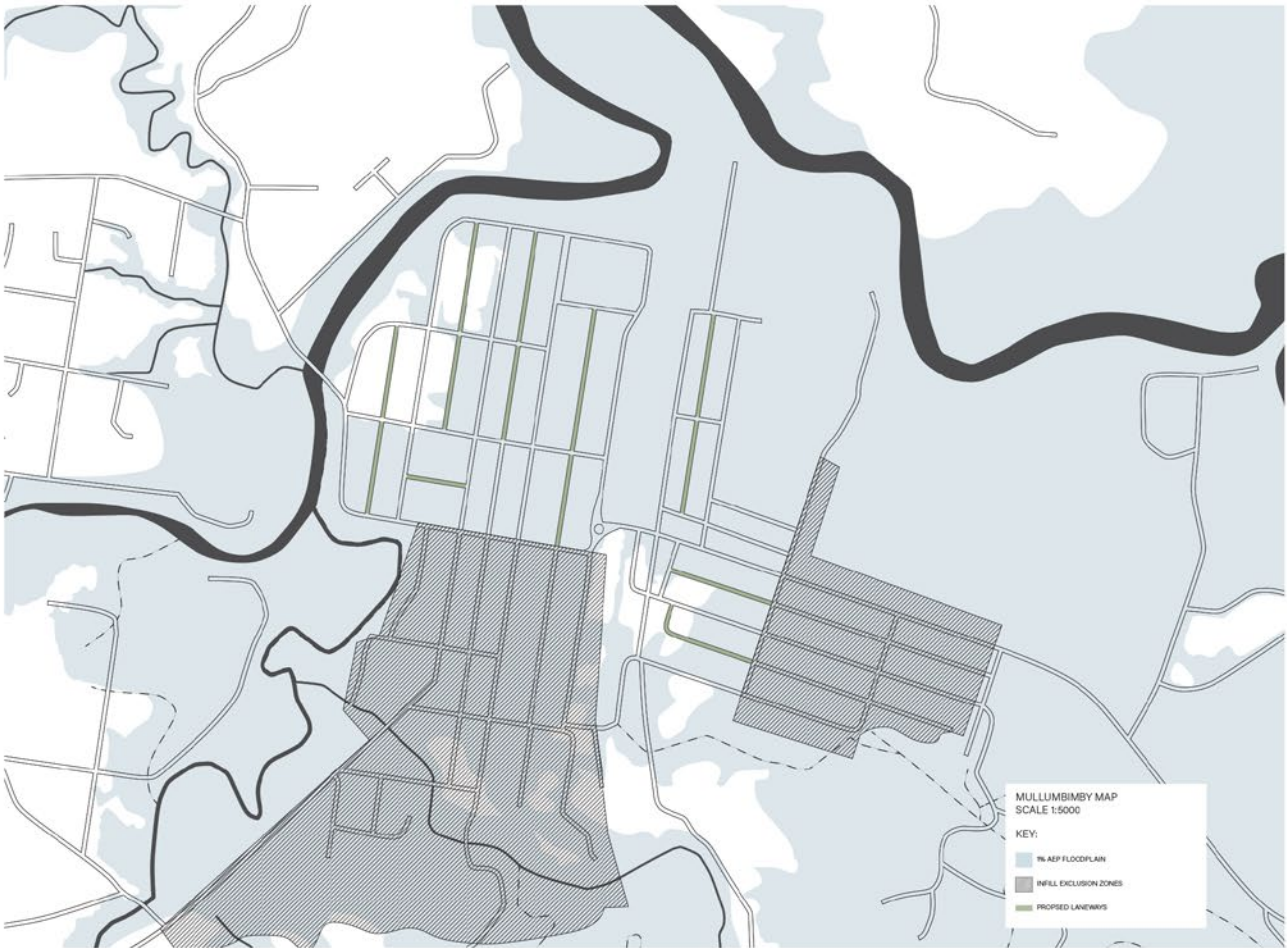 MULLUMBIMBY MAP
SCALE 1:5000
KEY:
1% AEP FLOODPLAIN
INFILL EXCLUSION ZONES
PROPSED LANEWAYS